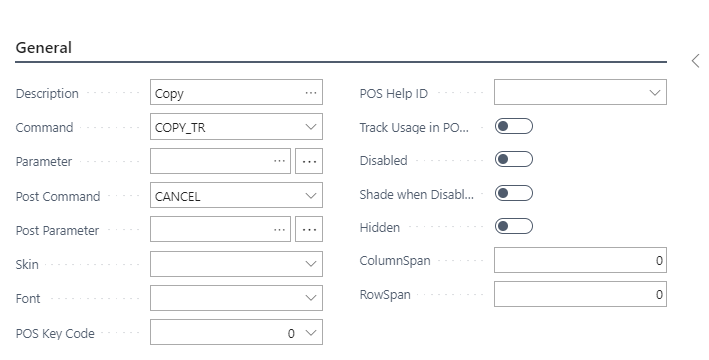 General
Description Copy ···
Command COPY_TR
Parameter ··· ···
Post Command CANCEL
Post Parameter ··· ···
Skin
Font
POS Key Code 0
POS Help ID
Track Usage in PO...
Disabled
Shade when Disabl...
Hidden
ColumnSpan 0
RowSpan 0